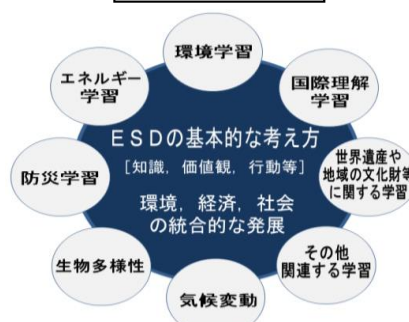 環境学習
エネルギー
学習
国際理解
学習
ESDの基本的な考え方
[知識, 価値観, 行動等]
環境, 経済, 社会
の統合的な発展
防災学習
世界遺産や
地域の文化財等
に関する学習
生物多様性
その他
関連する学習
気候変動